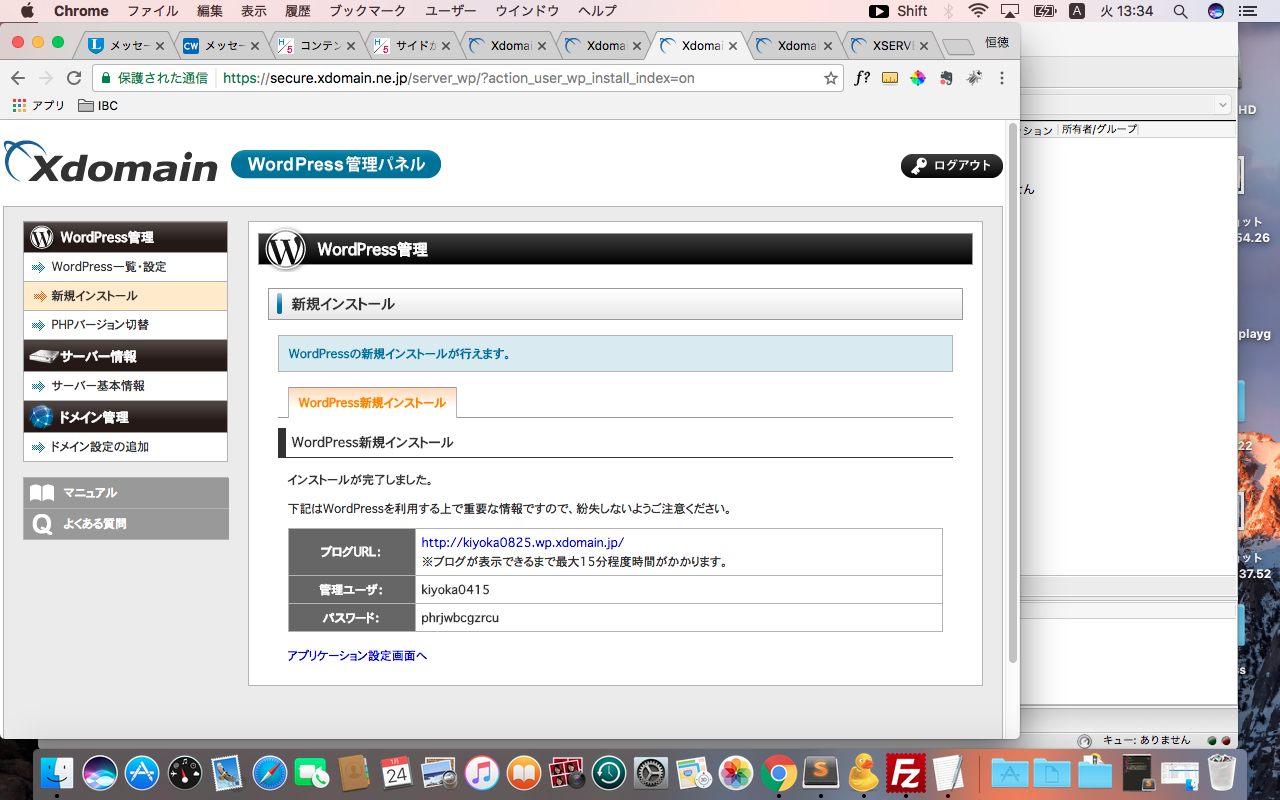 Chrome ファイル 編集 表示 履歴 ブックマーク ユーザー ウインドウ ヘルプ Shift A 火 13:34
L メッセー CW メッセー H5 コンテン H5 サイドカ Xdomai Xdoma Xdomai Xdoma XSERVE 恒徳
保護された通信 https://secure.xdomain.ne.jp/server_wp/?action_user_wp_install_index=on f?
アプリ IBC
HD
ション 所有者/グループ
Xdomain WordPress管理パネル ログアウト
ん
ット
54.26
WordPress管理
WordPress一覧・設定
新規インストール
PHPバージョン切替
サーバー情報
サーバー基本情報
ドメイン管理
ドメイン設定の追加
マニュアル
Q よくある質問
WordPress管理
新規インストール
WordPressの新規インストールが行えます。
WordPress新規インストール
WordPress新規インストール
インストールが完了しました。
下記はWordPressを利用する上で重要な情報ですので、紛失しないようご注意ください。
ブログURL: http://kiyoka0825.wp.xdomain.jp/
※ブログが表示できるまで最大15分程度時間がかかります。
管理ユーザ: kiyoka0415
パスワード: phrjwbcgzrcu
アプリケーション設定画面へ
playg
22
ット
37.52
s
キュー: ありません
1月
24
S
Fz